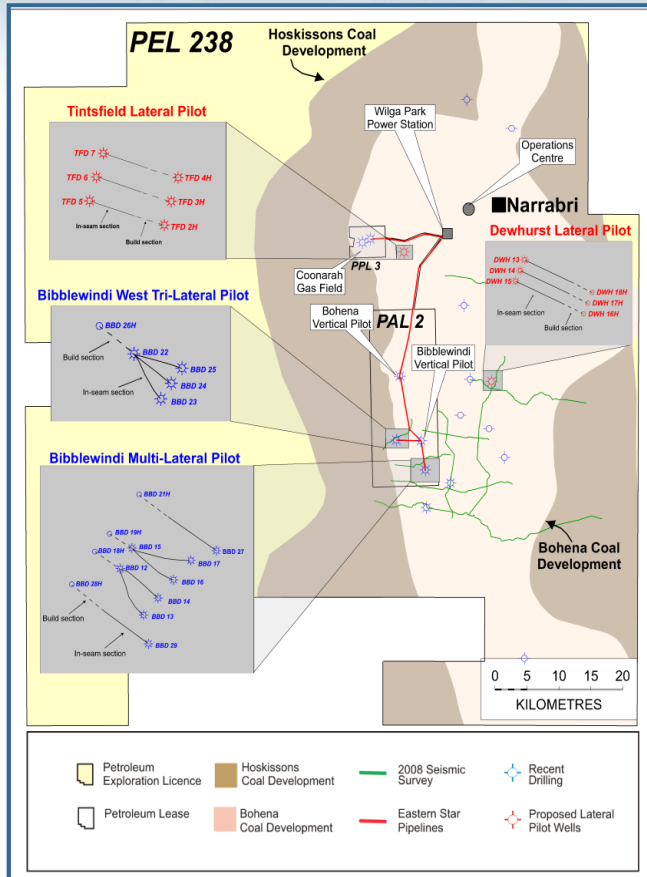 PEL 238
Hoskissons Coal
Development
Tintsfield Lateral Pilot
TFD 7
TFD 6
TFD 5
TFD 4H
TFD 3H
TFD 2H
In-seam section
Build section
Wilga Park
Power Station
Operations
Centre
Narrabri
Dewhurst Lateral Pilot
DWH 13
DWH 14
DWH 15
DWH 18H
DWH 17H
DWH 16H
In-seam section
Build section
PPL 3
Coonarah
Gas Field
Bibblewindi West Tri-Lateral Pilot
BBD 26H
BBD 22
BBD 25
BBD 24
BBD 23
Build section
In-seam section
Bohena
Vertical Pilot
PAL 2
Bibblewindi
Vertical Pilot
Bibblewindi Multi-Lateral Pilot
BBD 21H
BBD 19H
BBD 18H
BBD 15
BBD 12
BBD 27
BBD 17
BBD 16
BBD 28H
BBD 14
BBD 13
BBD 29
Build section
In-seam section
Bohena Coal
Development
0 5 10 15 20
KILOMETRES
Petroleum
Exploration Licence
Hoskissons
Coal Development
2008 Seismic
Survey
Recent
Drilling
Petroleum Lease
Bohena
Coal Development
Eastern Star
Pipelines
Proposed Lateral
Pilot Wells